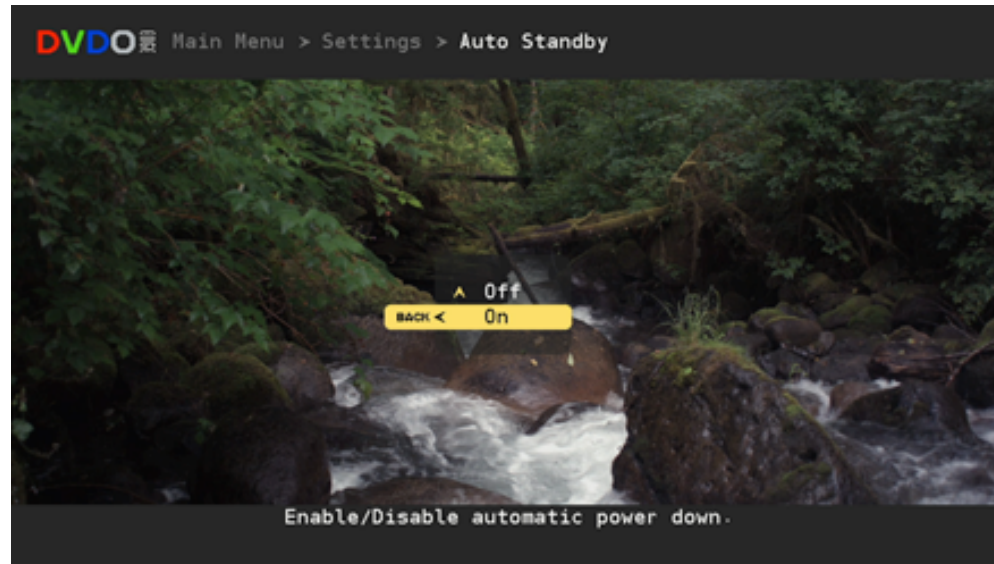 DVDO Main Menu > Settings > Auto Standby
Off
BACK < On
Enable/Disable automatic power down.